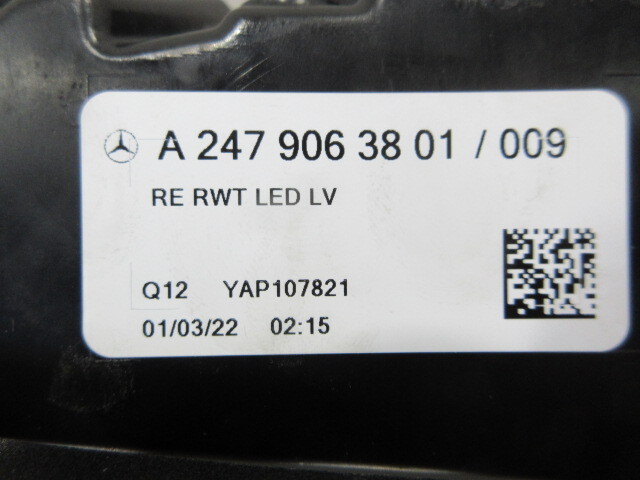 A 247 906 38 01 / 009
RE RWT LED LV
Q12 YAP107821
01/03/22 02:15